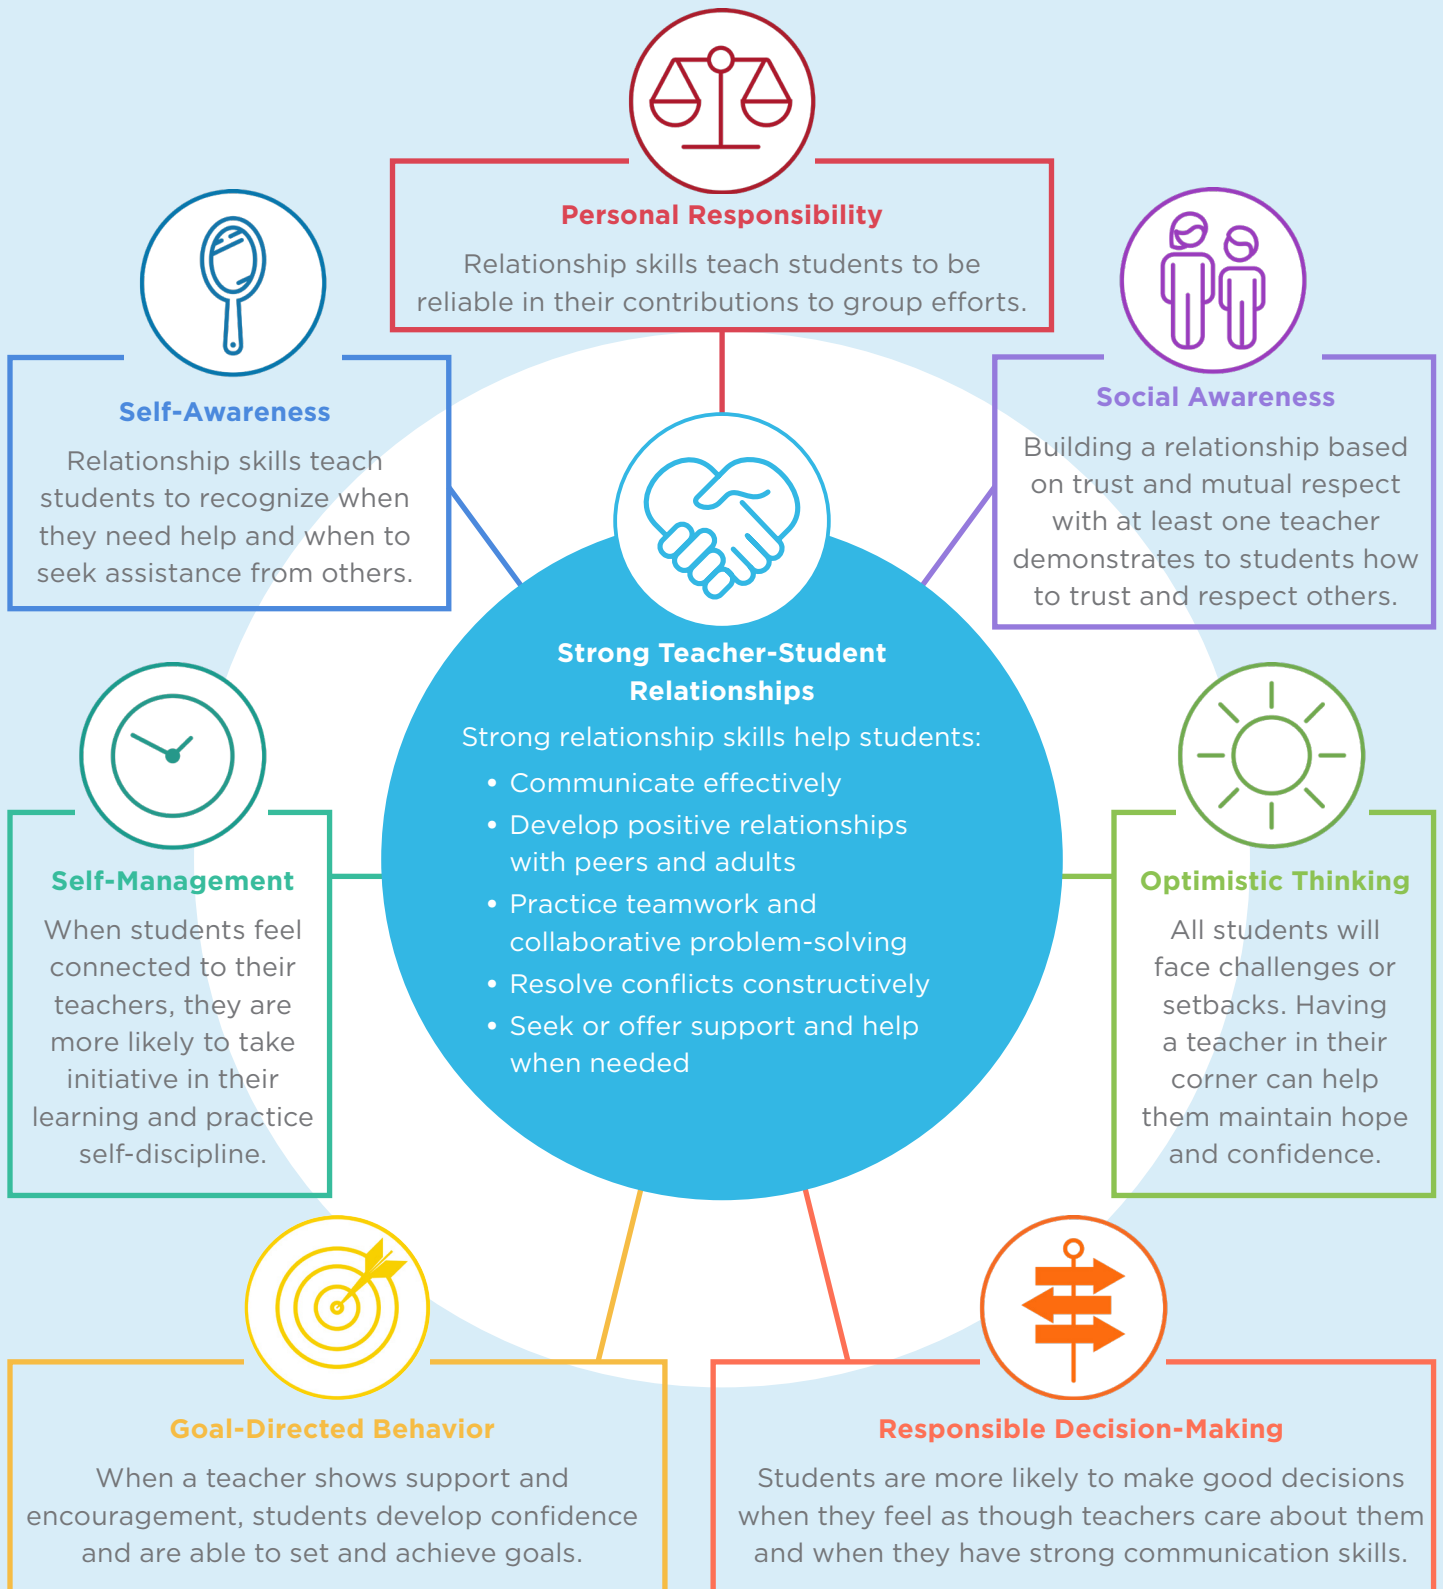 Personal Responsibility
Relationship skills teach students to be
reliable in their contributions to group efforts.
Self-Awareness
Relationship skills teach
students to recognize when
they need help and when to
seek assistance from others.
Social Awareness
Building a relationship based
on trust and mutual respect
with at least one teacher
demonstrates to students how
to trust and respect others.
Strong Teacher-Student
Relationships
Strong relationship skills help students:
• Communicate effectively
• Develop positive relationships
with peers and adults
• Practice teamwork and
collaborative problem-solving
• Resolve conflicts constructively
• Seek or offer support and help
when needed
Self-Management
When students feel
connected to their
teachers, they are
more likely to take
initiative in their
learning and practice
self-discipline.
Optimistic Thinking
All students will
face challenges or
setbacks. Having
a teacher in their
corner can help
them maintain hope
and confidence.
Goal-Directed Behavior
When a teacher shows support and
encouragement, students develop confidence
and are able to set and achieve goals.
Responsible Decision-Making
Students are more likely to make good decisions
when they feel as though teachers care about them
and when they have strong communication skills.